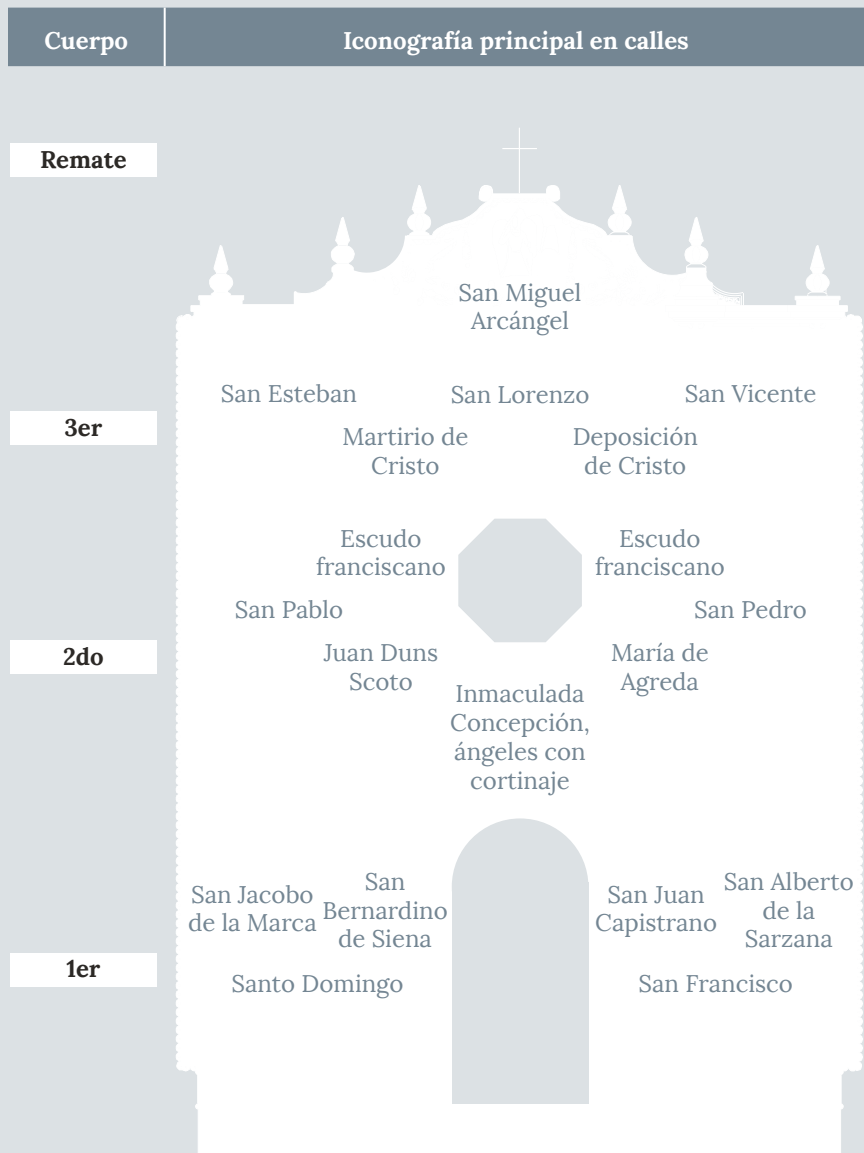 Cuerpo
Iconografía principal en calles
Remate
San Miguel
Arcángel
San Esteban
San Lorenzo
San Vicente
3er
Martirio de
Cristo
Deposición
de Cristo
Escudo
franciscano
Escudo
franciscano
San Pablo
San Pedro
2do
Juan Duns
Scoto
María de
Agreda
Inmaculada
Concepción,
ángeles con
cortinaje
San Jacobo
de la Marca
San
Bernardino
de Siena
San Juan
Capistrano
San Alberto
de la
Sarzana
1er
Santo Domingo
San Francisco